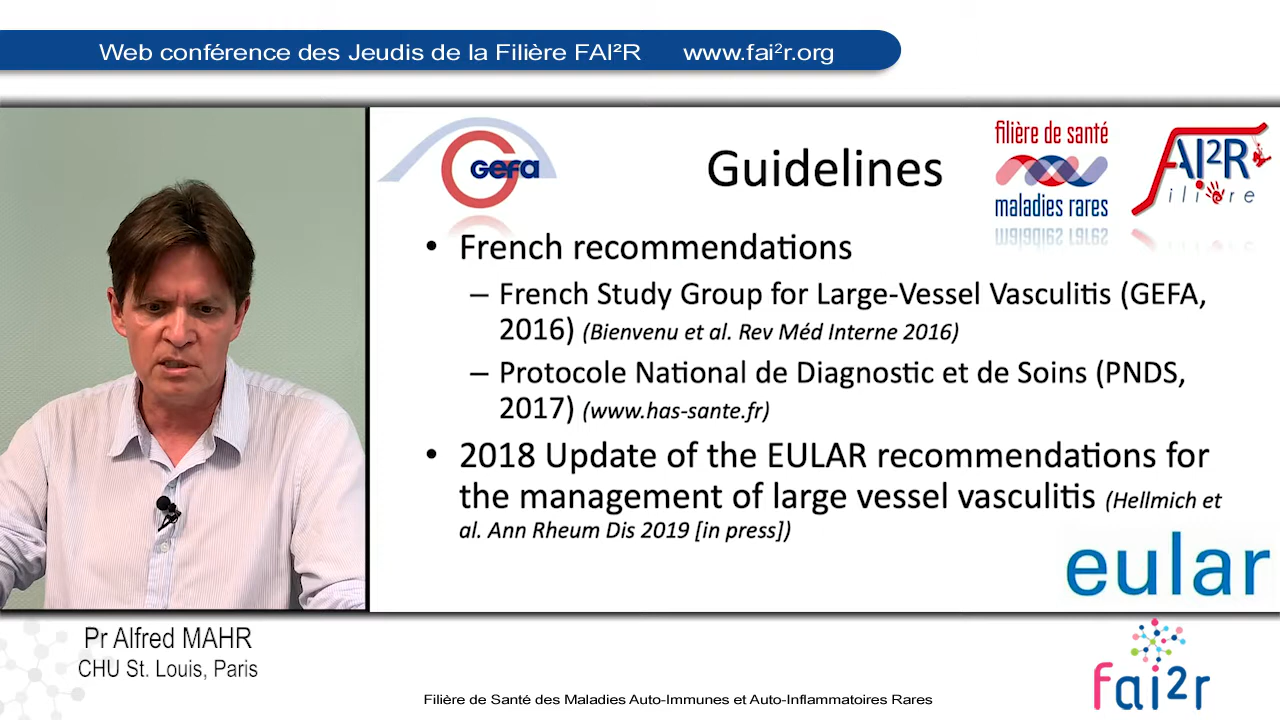 Web conférence des Jeudis de la Filière FAI²R www.fai²r.org
GEFA
Guidelines
filière de santé
maladies rares
FAI²R
Filière
• French recommendations
– French Study Group for Large-Vessel Vasculitis (GEFA,
2016) (Bienvenu et al. Rev Méd Interne 2016)
– Protocole National de Diagnostic et de Soins (PNDS,
2017) (www.has-sante.fr)
• 2018 Update of the EULAR recommendations for
the management of large vessel vasculitis (Hellmich et
al. Ann Rheum Dis 2019 [in press])
eular
Pr Alfred MAHR
CHU St. Louis, Paris
fai2r
Filière de Santé des Maladies Auto-Immunes et Auto-Inflammatoires Rares